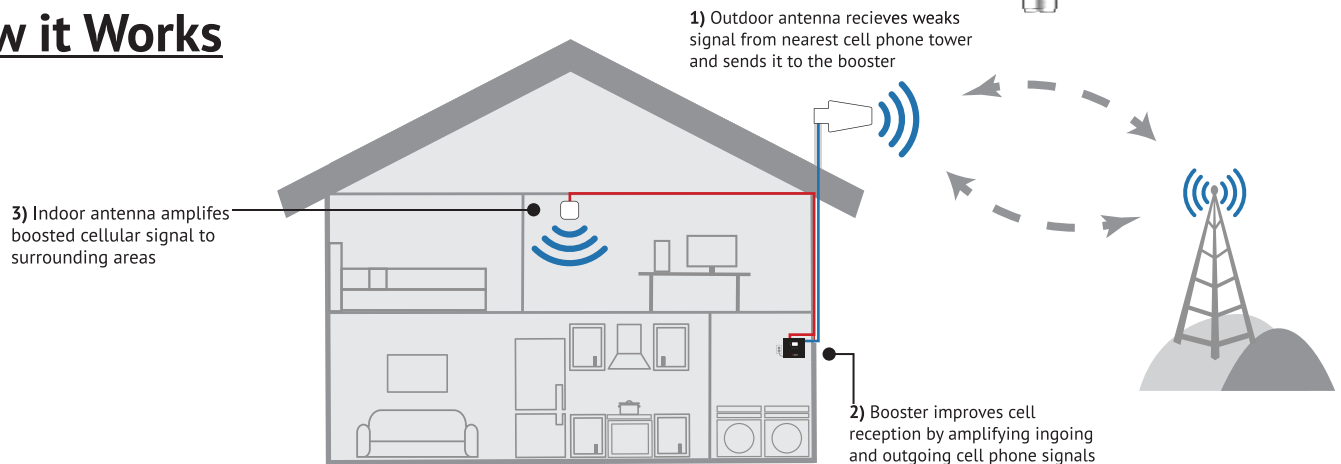 w it Works
1) Outdoor antenna recieves weaks
signal from nearest cell phone tower
and sends it to the booster
3) Indoor antenna amplifes
boosted cellular signal to
surrounding areas
2) Booster improves cell
reception by amplifying ingoing
and outgoing cell phone signals